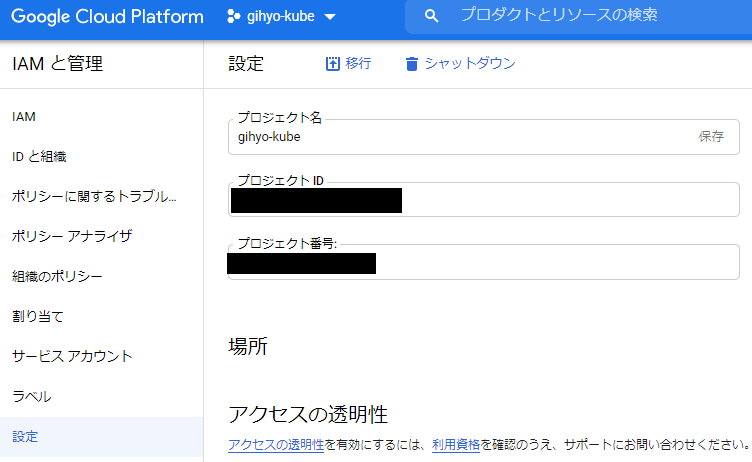 Google Cloud Platform gihyo-kube プロダクトとリソースの検索
IAM と管理
設定 移行 シャットダウン
IAM
ID と組織
ポリシーに関するトラブル...
ポリシー アナライザ
組織のポリシー
割り当て
サービス アカウント
ラベル
設定
プロジェクト名
gihyo-kube 保存
プロジェクト ID
プロジェクト番号:
場所
アクセスの透明性
アクセスの透明性を有効にするには、利用資格を確認のうえ、サポートにお問い合わせください。